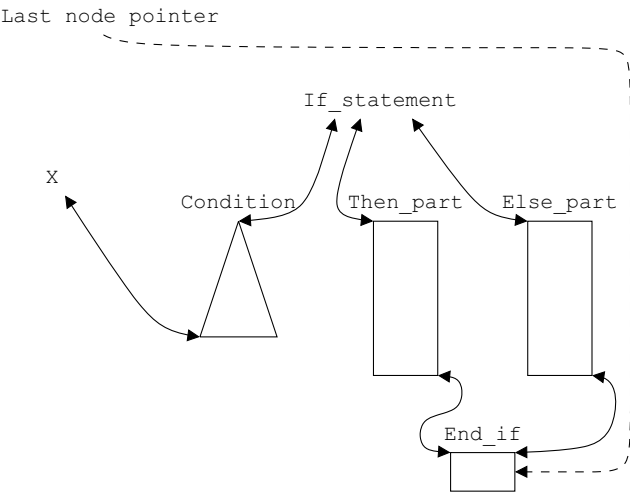 Last node pointer
If_statement
X
Condition
Then_part
Else_part
End_if